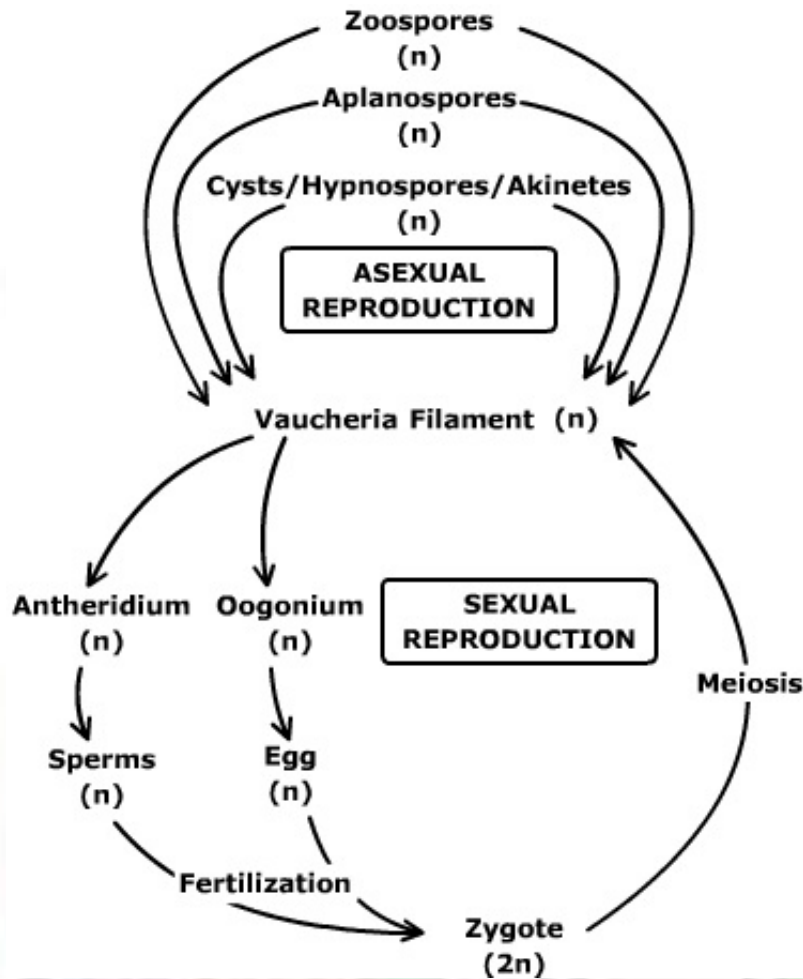 Zoospores
(n)
Aplanospores
(n)
Cysts/Hypnospores/Akinetes
(n)
ASEXUAL
REPRODUCTION
Vaucheria Filament (n)
Antheridium
(n)
Oogonium
(n)
SEXUAL
REPRODUCTION
Meiosis
Sperms
(n)
Egg
(n)
Fertilization
Zygote
(2n)